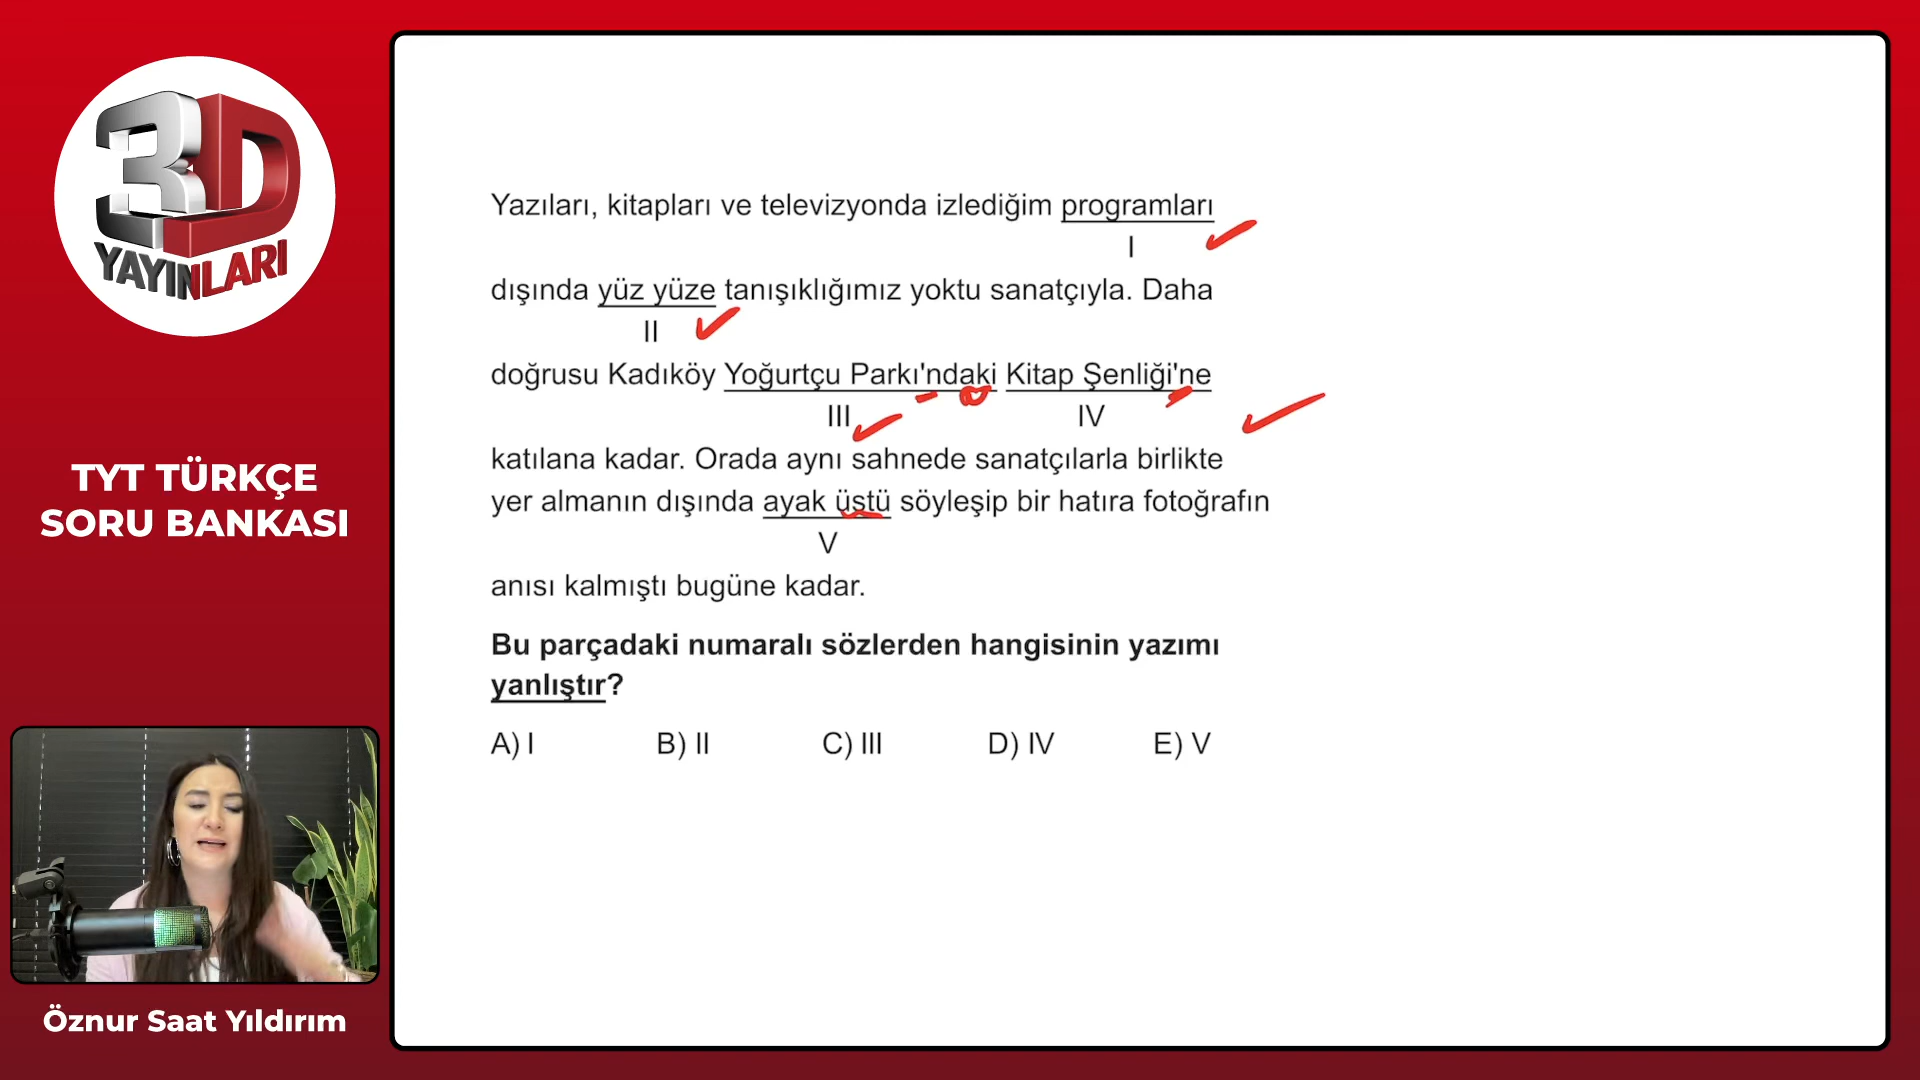 3D
YAYINLARI
TYT TÜRKÇE
SORU BANKASI
Öznur Saat Yıldırım
Yazıları, kitapları ve televizyonda izlediğim programları
I
dışında yüz yüze tanışıklığımız yoktu sanatçıyla. Daha
II
doğrusu Kadıköy Yoğurtçu Parkı'ndaki Kitap Şenliği'ne
III IV
katılana kadar. Orada aynı sahnede sanatçılarla birlikte
yer almanın dışında ayak üstü söyleşip bir hatıra fotoğrafın
V
anısı kalmıştı bugüne kadar.
Bu parçadaki numaralı sözlerden hangisinin yazımı
yanlıştır?
A) I B) II C) III D) IV E) V